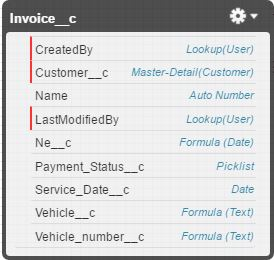 Invoice__c
CreatedBy Lookup(User)
Customer__c Master-Detail(Customer)
Name Auto Number
LastModifiedBy Lookup(User)
Ne__c Formula (Date)
Payment_Status__c Picklist
Service_Date__c Date
Vehicle__c Formula (Text)
Vehicle_number__c Formula (Text)